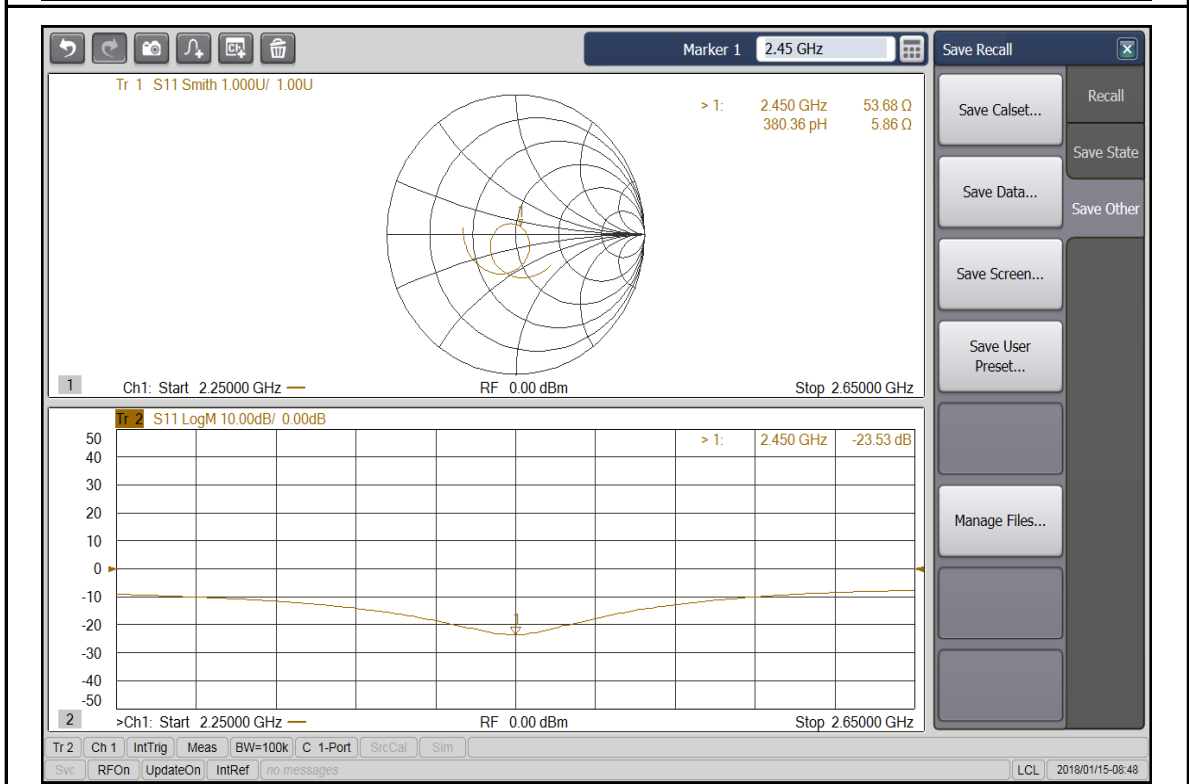 Marker 1 2.45 GHz
Save Recall
Tr 1 S11 Smith 1.000U/ 1.00U
> 1: 2.450 GHz 53.68 Ω
380.36 pH 5.86 Ω
1
1 Ch1: Start 2.25000 GHz RF 0.00 dBm Stop 2.65000 GHz
Tr 2 S11 LogM 10.00dB/ 0.00dB
> 1: 2.450 GHz -23.53 dB
50
40
30
20
10
0
-10
-20
-30
-40
-50
1
2 >Ch1: Start 2.25000 GHz RF 0.00 dBm Stop 2.65000 GHz
Save Calset...
Save Data...
Save Screen...
Save User
Preset...
Manage Files...
Recall
Save State
Save Other
Tr 2 Ch 1 IntTrig Meas BW=100k C 1-Port SrcCal Sim
Svc RFOn UpdateOn IntRef no messages LCL 2018/01/15-08:48